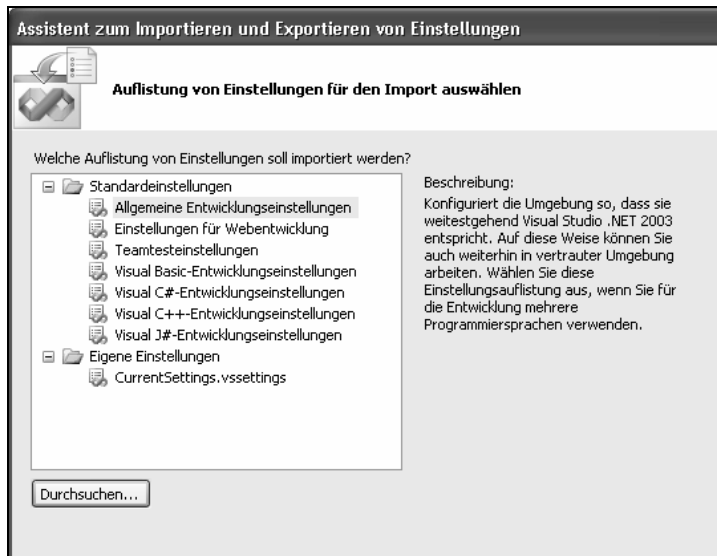 Assistent zum Importieren und Exportieren von Einstellungen
Auflistung von Einstellungen für den Import auswählen
Welche Auflistung von Einstellungen soll importiert werden?
Standardeinstellungen
Allgemeine Entwicklungseinstellungen
Einstellungen für Webentwicklung
Teamtesteinstellungen
Visual Basic-Entwicklungseinstellungen
Visual C#-Entwicklungseinstellungen
Visual C++-Entwicklungseinstellungen
Visual J#-Entwicklungseinstellungen
Eigene Einstellungen
CurrentSettings.vssettings
Beschreibung:
Konfiguriert die Umgebung so, dass sie
weitestgehend Visual Studio .NET 2003
entspricht. Auf diese Weise können Sie
auch weiterhin in vertrauter Umgebung
arbeiten. Wählen Sie diese
Einstellungsauflistung aus, wenn Sie für
die Entwicklung mehrere
Programmiersprachen verwenden.
Durchsuchen...